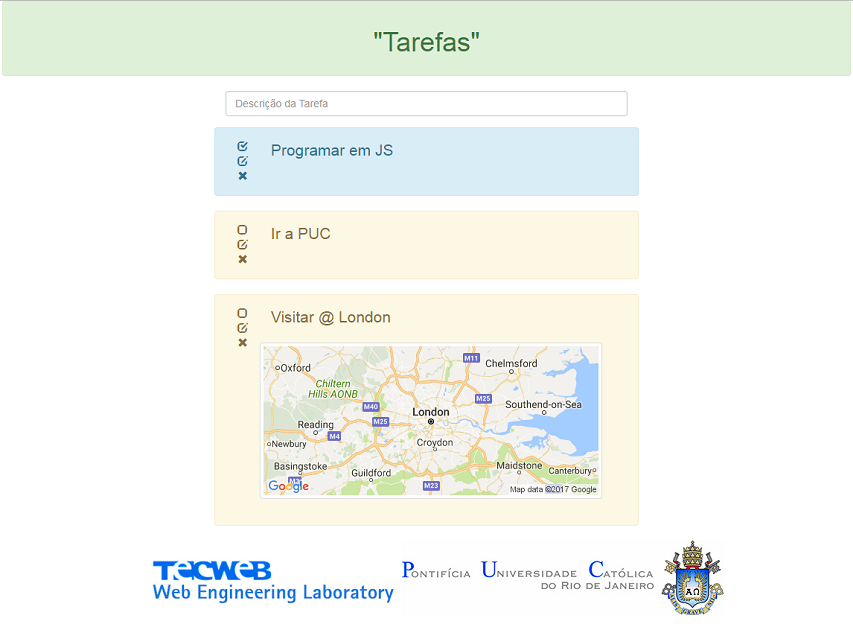 "Tarefas"
Descrição da Tarefa
Programar em JS
Ir a PUC
Visitar @ London
M11
Chelmsford
Oxford
Chiltern
Hills AONB
M40
M25
Southend-on-Sea
London
M25
Reading
M4
Newbury
Croydon
Basingstoke
Guildford
Maidstone
Canterbury
M3
Google
M23
Map data ©2017 Google
TECWEB
Web Engineering Laboratory
PONTIFÍCIA UNIVERSIDADE CATÓLICA
DO RIO DE JANEIRO
ΑΩ